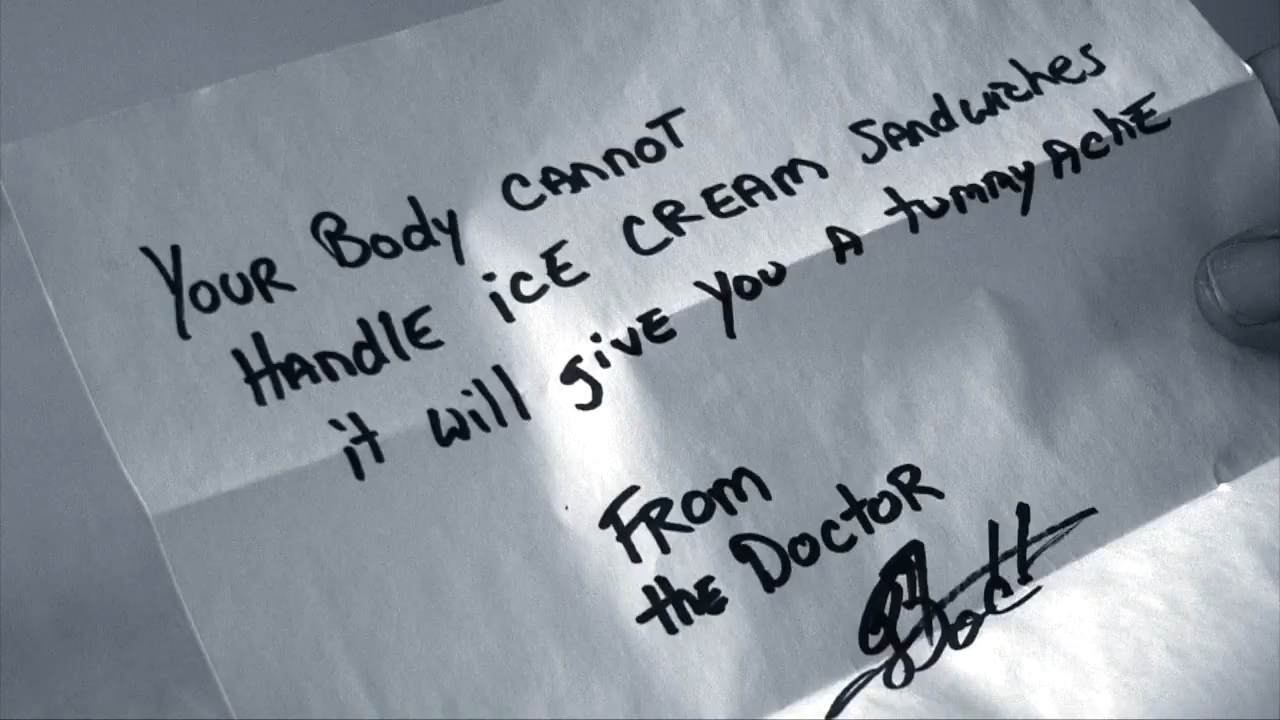 YOUR BODY CANNOT
HANDLE ICE CREAM SANDWICHES
it will give you A tummy AchE
FROM
the Doctor